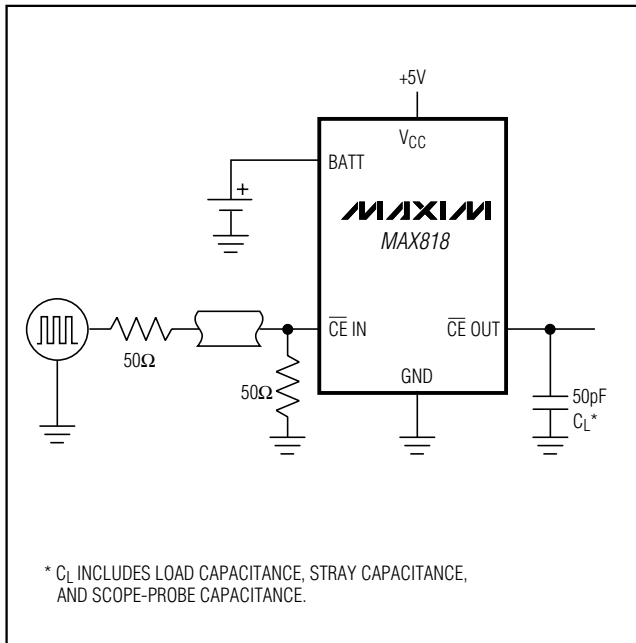 +5V
VCC
BATT
+
MAXIM
MAX818
CE IN
CE OUT
50Ω
50Ω
GND
50pF
CL*
* CL INCLUDES LOAD CAPACITANCE, STRAY CAPACITANCE,
AND SCOPE-PROBE CAPACITANCE.